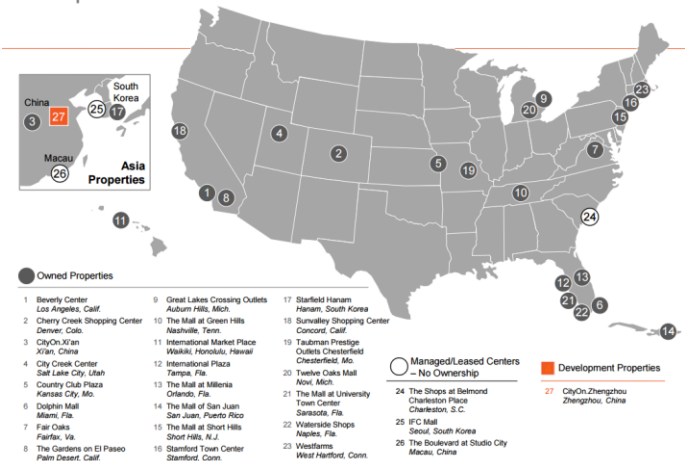 South
Korea
China
25
17
3
27
Macau
26
Asia
Properties
18
4
2
1
8
5
19
9
20
23
16
15
7
10
24
11
12
13
21
22
6
14
Owned Properties
1 Beverly Center
Los Angeles, Calif.
2 Cherry Creek Shopping Center
Denver, Colo.
3 CityOn.Xi'an
Xi'an, China
4 City Creek Center
Salt Lake City, Utah
5 Country Club Plaza
Kansas City, Mo.
6 Dolphin Mall
Miami, Fla.
7 Fair Oaks
Fairfax, Va.
8 The Gardens on El Paseo
Palm Desert, Calif.
9 Great Lakes Crossing Outlets
Auburn Hills, Mich.
10 The Mall at Green Hills
Nashville, Tenn.
11 International Market Place
Waikiki, Honolulu, Hawaii
12 International Plaza
Tampa, Fla.
13 The Mall at Millenia
Orlando, Fla.
14 The Mall of San Juan
San Juan, Puerto Rico
15 The Mall at Short Hills
Short Hills, N.J.
16 Stamford Town Center
Stamford, Conn.
17 Starfield Hanam
Hanam, South Korea
18 Sunvalley Shopping Center
Concord, Calif.
19 Taubman Prestige
Outlets Chesterfield
Chesterfield, Mo.
20 Twelve Oaks Mall
Novi, Mich.
21 The Mall at University
Town Center
Sarasota, Fla.
22 Waterside Shops
Naples, Fla.
23 Westfarms
West Hartford, Conn.
Managed/Leased Centers
– No Ownership
24 The Shops at Belmond
Charleston Place
Charleston, S.C.
25 IFC Mall
Seoul, South Korea
26 The Boulevard at Studio City
Macau, China
Development Properties
27 CityOn.Zhengzhou
Zhengzhou, China